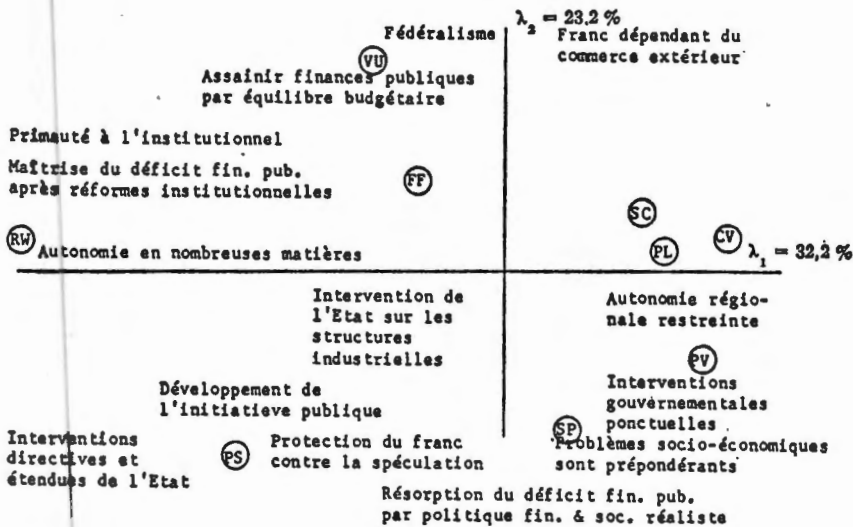 λ₂ = 23,2 %
Fédéralisme
Franc dépendant du
commerce extérieur
VU
Assainir finances publiques
par équilibre budgétaire
Primauté à l'institutionnel
Maîtrise du déficit fin. pub.
après réformes institutionnelles
FF
SC
RW
Autonomie en nombreuses matières
PL
CV
λ₁ = 32,2 %
Intervention de
l'Etat sur les
structures
industrielles
Autonomie régio-
nale restreinte
PV
Développement de
l'initiatieve publique
Interventions
gouvernementales
ponctuelles
SP
Problèmes socio-économiques
sont prépondérants
Interventions
directives et
étendues de l'Etat
PS
Protection du franc
contre la spéculation
Résorption du déficit fin. pub.
par politique fin. & soc. réaliste